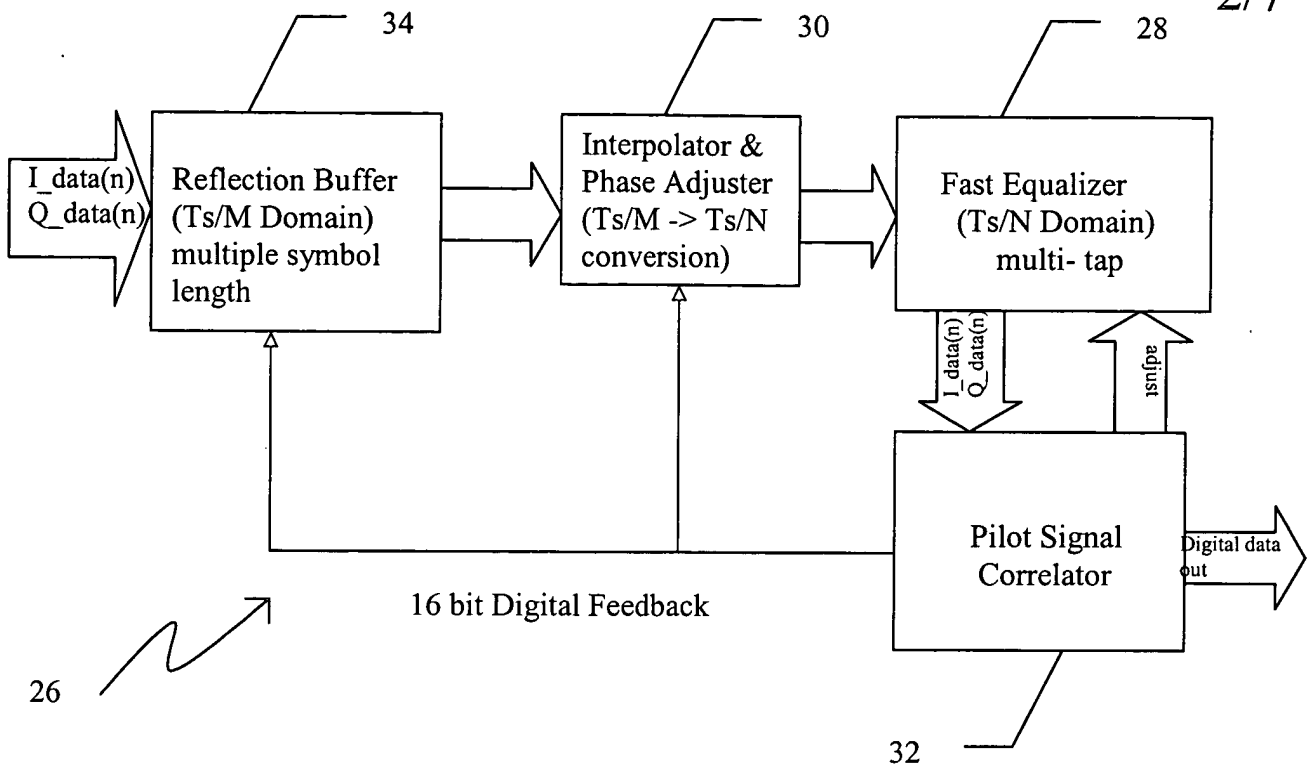 34
30
28
I_data(n)
Q_data(n)
Reflection Buffer
(Ts/M Domain)
multiple symbol
length
Interpolator &
Phase Adjuster
(Ts/M -> Ts/N
conversion)
Fast Equalizer
(Ts/N Domain)
multi- tap
I_data(n)
Q_data(n)
adjust
Pilot Signal
Correlator
Digital data
out
16 bit Digital Feedback
26
32